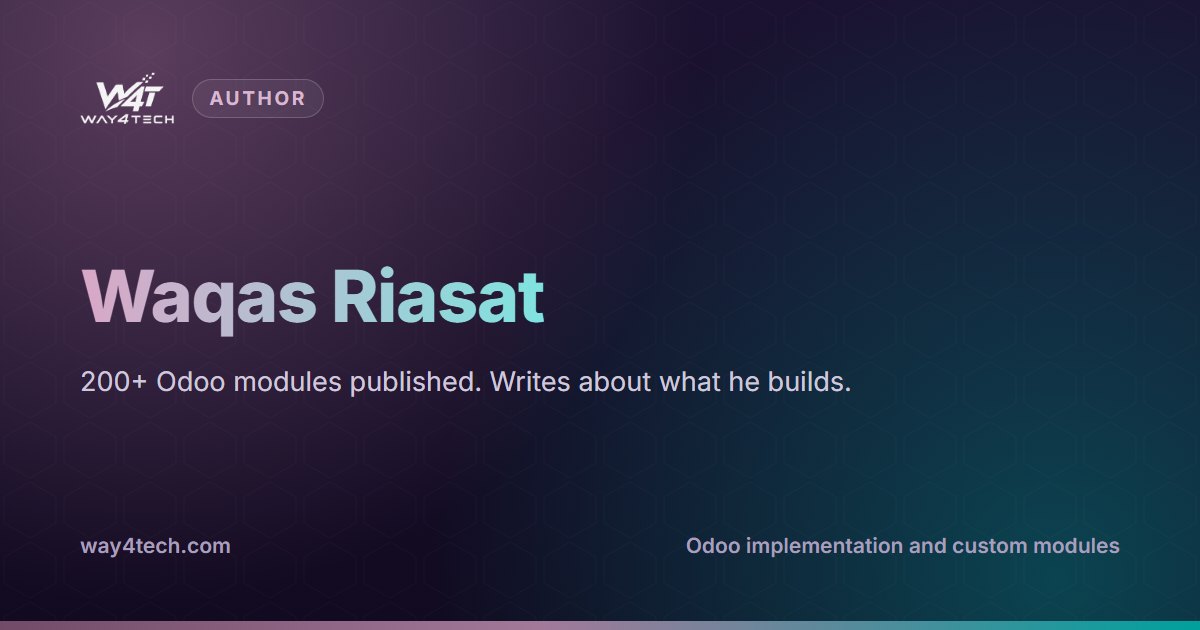 W4T
WAY4TECH
AUTHOR
Waqas Riasat
200+ Odoo modules published. Writes about what he builds.
way4tech.com
Odoo implementation and custom modules